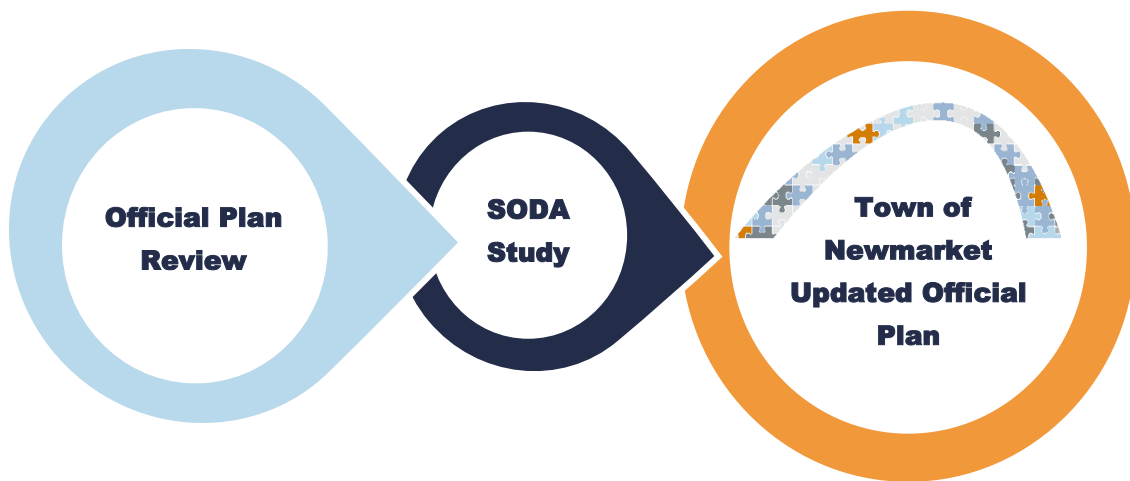 Official Plan
Review
SODA
Study
Town of
Newmarket
Updated Official
Plan